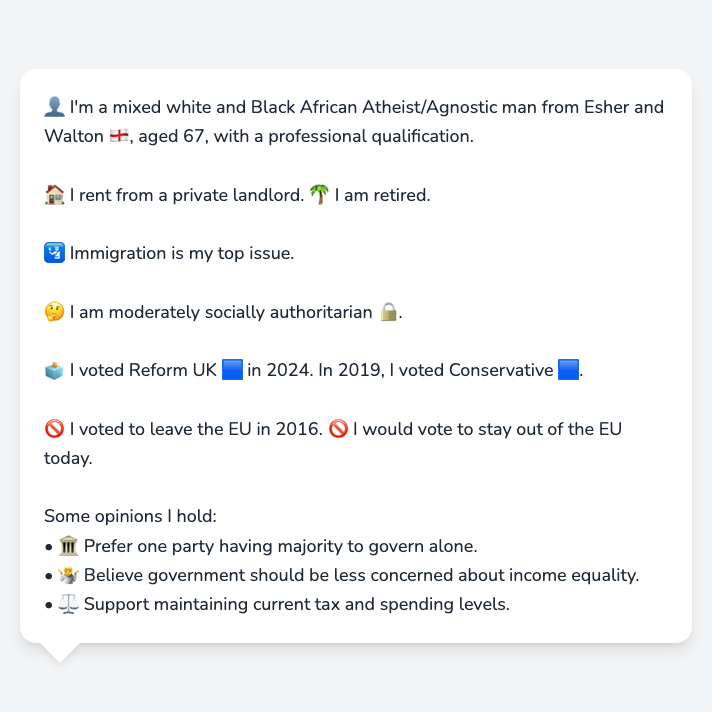 👤 I'm a mixed white and Black African Atheist/Agnostic man from Esher and
Walton 🏴󠁧󠁢󠁥󠁮󠁧󠁿, aged 67, with a professional qualification.
🏠 I rent from a private landlord. 🌴 I am retired.
🛂 Immigration is my top issue.
🤔 I am moderately socially authoritarian 🔒.
🗳️ I voted Reform UK 🟦 in 2024. In 2019, I voted Conservative 🟦.
🚫 I voted to leave the EU in 2016. 🚫 I would vote to stay out of the EU
today.
Some opinions I hold:
• 🏛️ Prefer one party having majority to govern alone.
• 🤷 Believe government should be less concerned about income equality.
• ⚖️ Support maintaining current tax and spending levels.